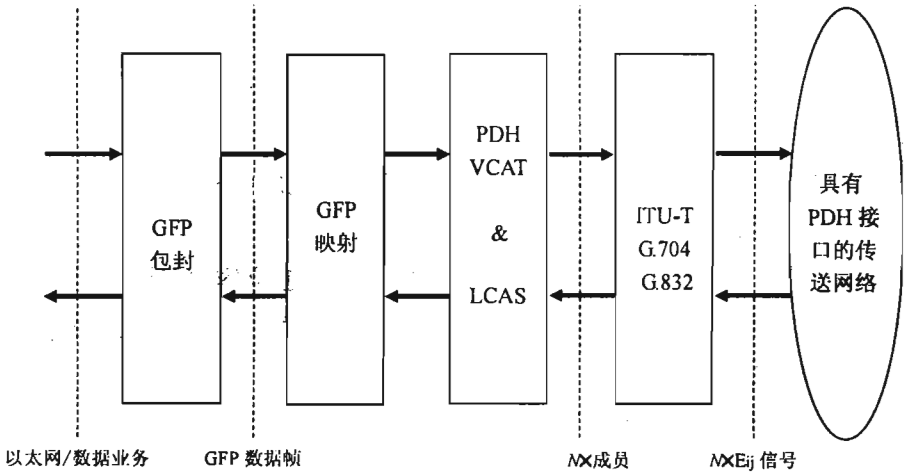 GFP
包封
GFP
映射
PDH
VCAT
&
LCAS
ITU-T
G.704
G.832
具有
PDH 接
口的传
送网络
以太网/数据业务
GFP 数据帧
N×成员
N×Eij 信号